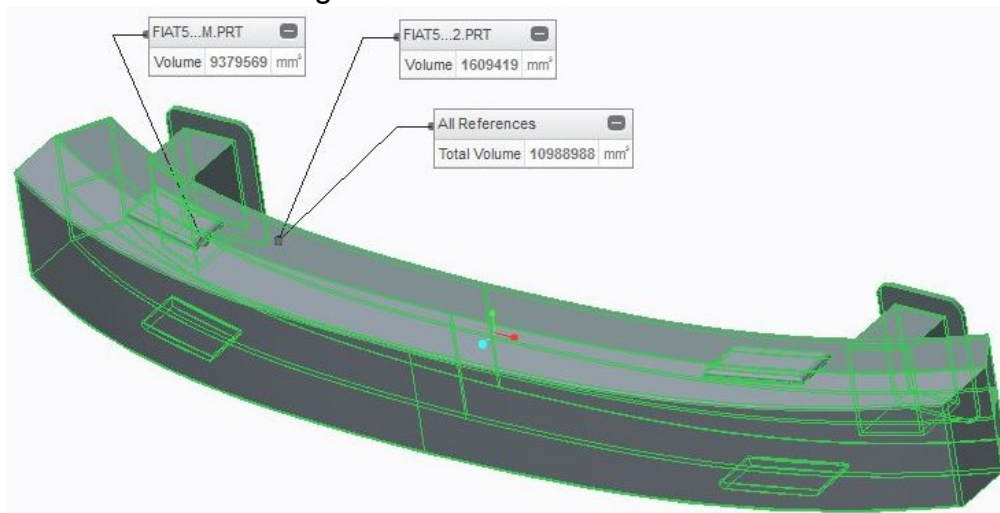 FIAT5...M.PRT
Volume 9379569 mm³
FIAT5...2.PRT
Volume 1609419 mm³
All References
Total Volume 10988988 mm³